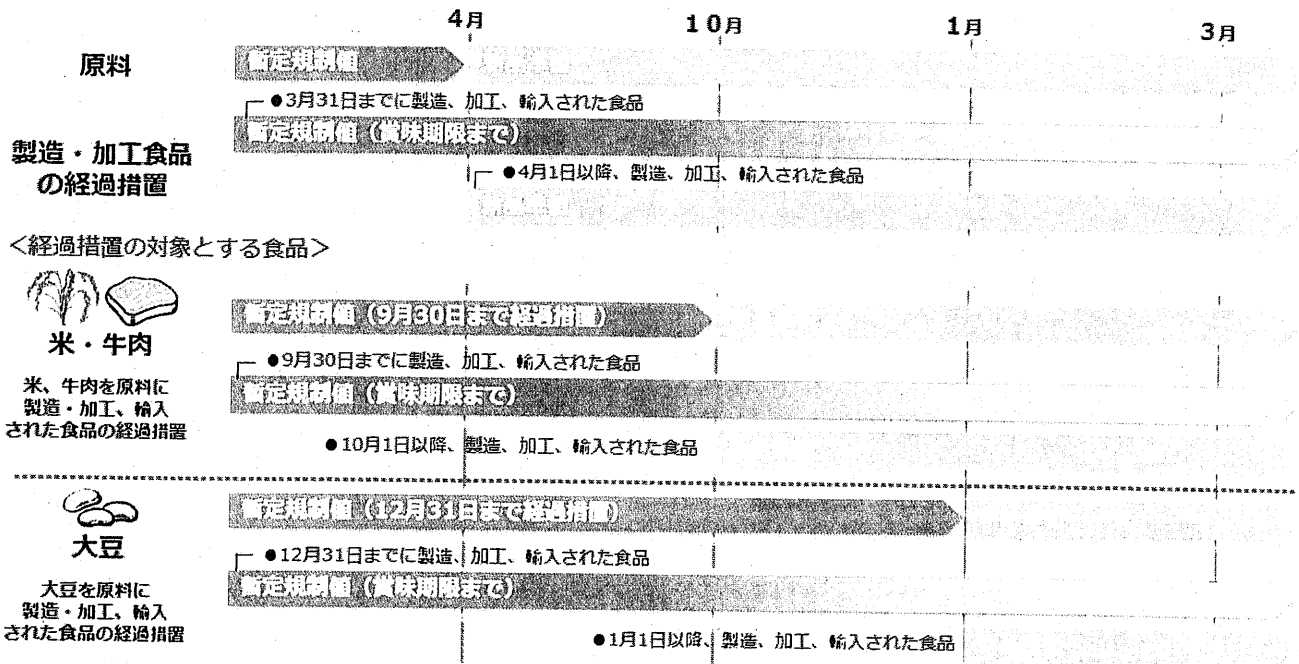 4月 10月 1月 3月
原料
暫定規制値
●3月31日までに製造、加工、輸入された食品
製造・加工食品
の経過措置
暫定規制値（賞味期限まで）
●4月1日以降、製造、加工、輸入された食品
＜経過措置の対象とする食品＞
米・牛肉
暫定規制値（9月30日まで経過措置）
●9月30日までに製造、加工、輸入された食品
米、牛肉を原料に
製造・加工、輸入
された食品の経過措置
暫定規制値（賞味期限まで）
●10月1日以降、製造、加工、輸入された食品
大豆
暫定規制値（12月31日まで経過措置）
●12月31日までに製造、加工、輸入された食品
大豆を原料に
製造・加工、輸入
された食品の経過措置
暫定規制値（賞味期限まで）
●1月1日以降、製造、加工、輸入された食品